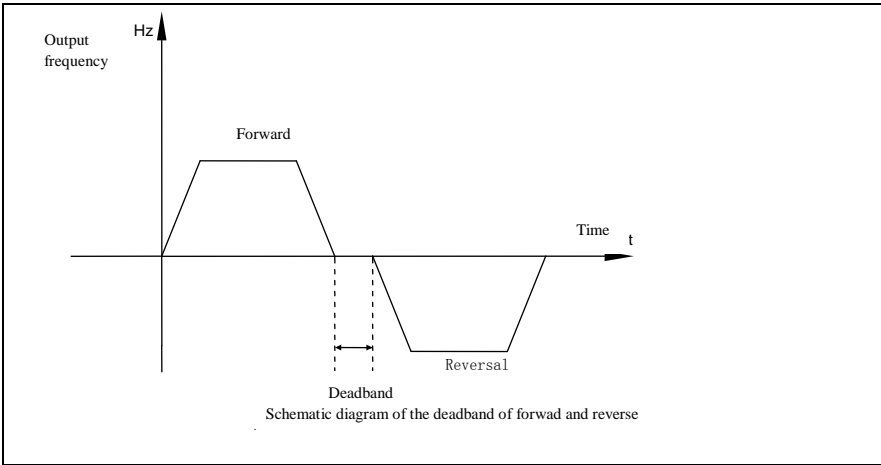 Output
frequency
Hz
Forward
Time
t
Reversal
Deadband
Schematic diagram of the deadband of forwad and reverse